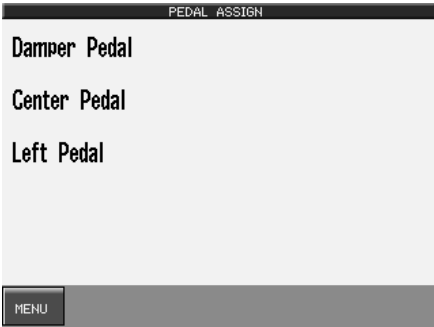 PEDAL ASSIGN
Damper Pedal
Center Pedal
Left Pedal
MENU